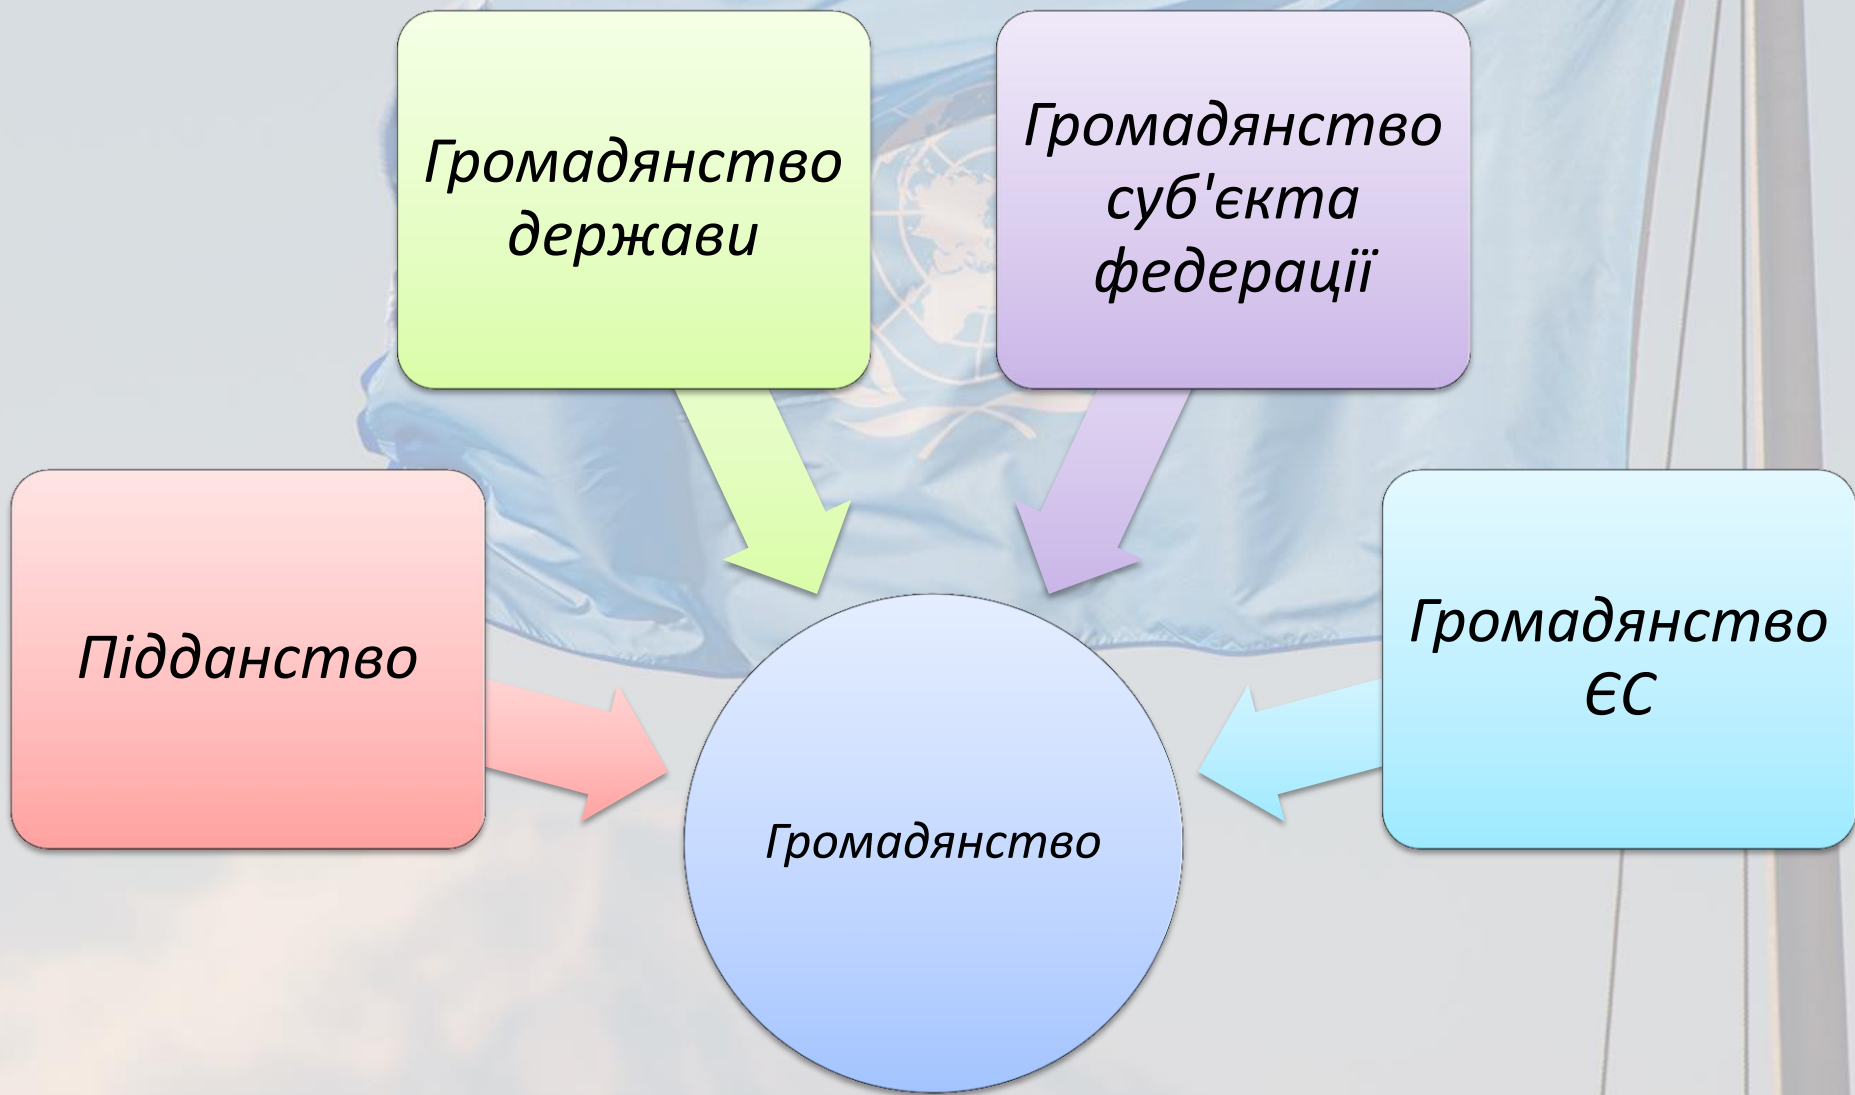 Громадянство
держави
Громадянство
суб'єкта
федерації
Підданство
Громадянство
ЄС
Громадянство